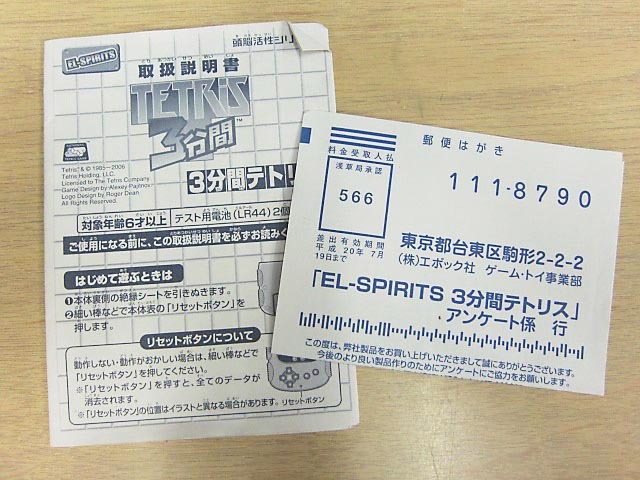 EL-SPIRITS
頭脳活性シリ
取扱説明書
TETRIS
3分間
Tetris® & © 1985~2006
Tetris Holding, LLC.
Licensed to The Tetris Company
Game Design by Alexey Pajitnov
Logo Design by Roger Dean.
All Rights Reserved.
3分間テトリ
対象年齢6才以上 テスト用電池(LR44)2個
ご使用になる前に、この取扱説明書を必ずお読みく
はじめて遊ぶときは
❶本体裏側の絶縁シートを引きぬきます。
❷細い棒などで本体表の「リセットボタン」を
押します。
リセットボタンについて
動作しない・動作がおかしい場合は、細い棒などで
「リセットボタン」を押してください。
※「リセットボタン」を押すと、全てのデータが
消去されます。
※「リセットボタン」の位置はイラストと異なる場合があります。
リセットボタン
郵便はがき
料金受取人払
浅草局承認
566
差出有効期間
平成20年7月
19日まで
111-8790
東京都台東区駒形2-2-2
(株)エポック社 ゲーム・トイ事業部
「EL-SPIRITS 3分間テトリス」
アンケート係 行
この度は、弊社製品をお買い上げいただきまして誠にありがとうございます。
今後のより良い製品作りのためにアンケートにご協力をお願いします。